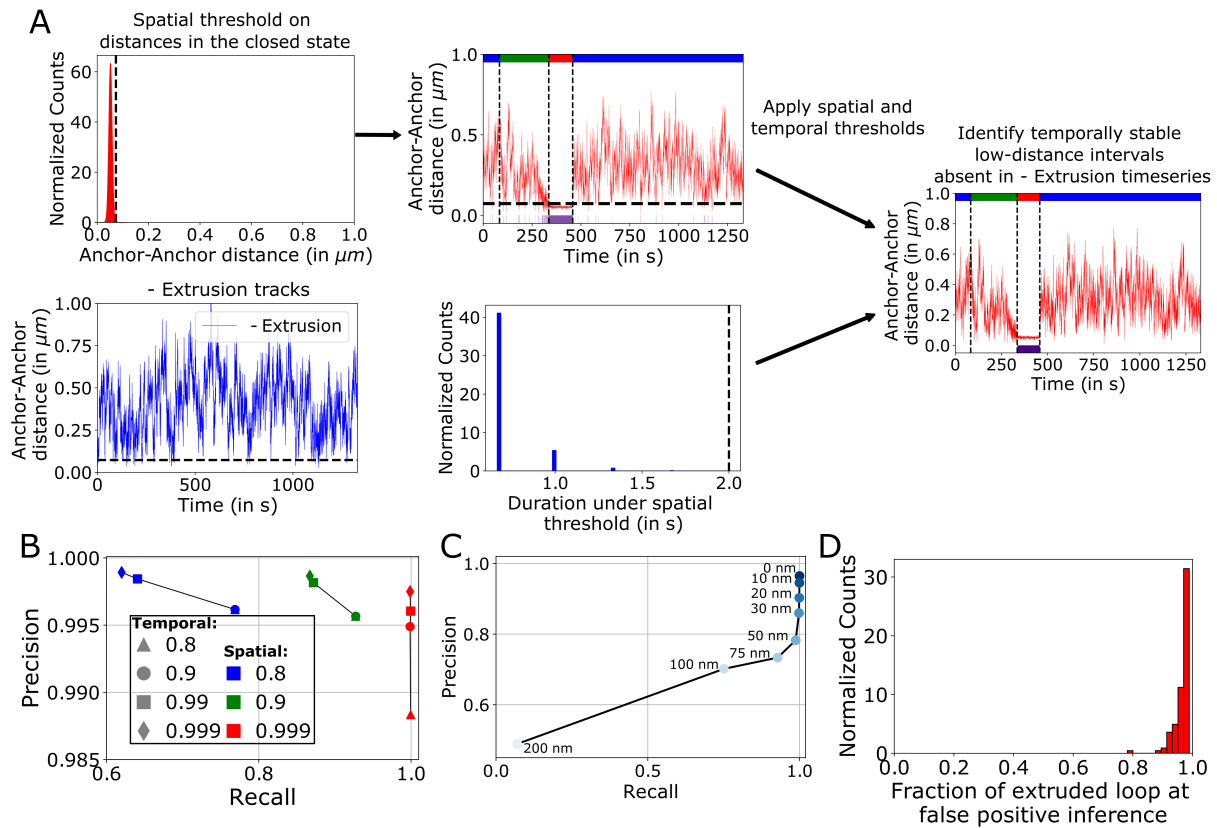 A
Spatial threshold on
distances in the closed state
Normalized Counts
60
40
20
0
0.0
0.2
0.4
0.6
0.8
1.0
Anchor-Anchor distance (in μm)
Anchor-Anchor
distance (in μm)
1.0
0.5
0.0
0
250
500
750
1000
1250
Time (in s)
Apply spatial and
temporal thresholds
Identify temporally stable
low-distance intervals
absent in - Extrusion timeseries
Anchor-Anchor
distance (in μm)
1.0
0.8
0.6
0.4
0.2
0.0
0
250
500
750
1000
1250
Time (in s)
- Extrusion tracks
- Extrusion
Anchor-Anchor
distance (in μm)
1.00
0.75
0.50
0.25
0.00
0
500
1000
Time (in s)
Normalized Counts
40
30
20
10
0
1.0
1.5
2.0
Duration under spatial
threshold (in s)
B
Precision
1.000
0.995
0.990
0.985
0.6
0.8
1.0
Recall
Temporal:
0.8
0.9
0.99
0.999
Spatial:
0.8
0.9
0.999
C
Precision
1.0
0.8
0.6
0.0
0.5
1.0
Recall
0 nm
10 nm
20 nm
30 nm
50 nm
75 nm
100 nm
200 nm
D
Normalized Counts
30
20
10
0
0.0
0.2
0.4
0.6
0.8
1.0
Fraction of extruded loop at
false positive inference